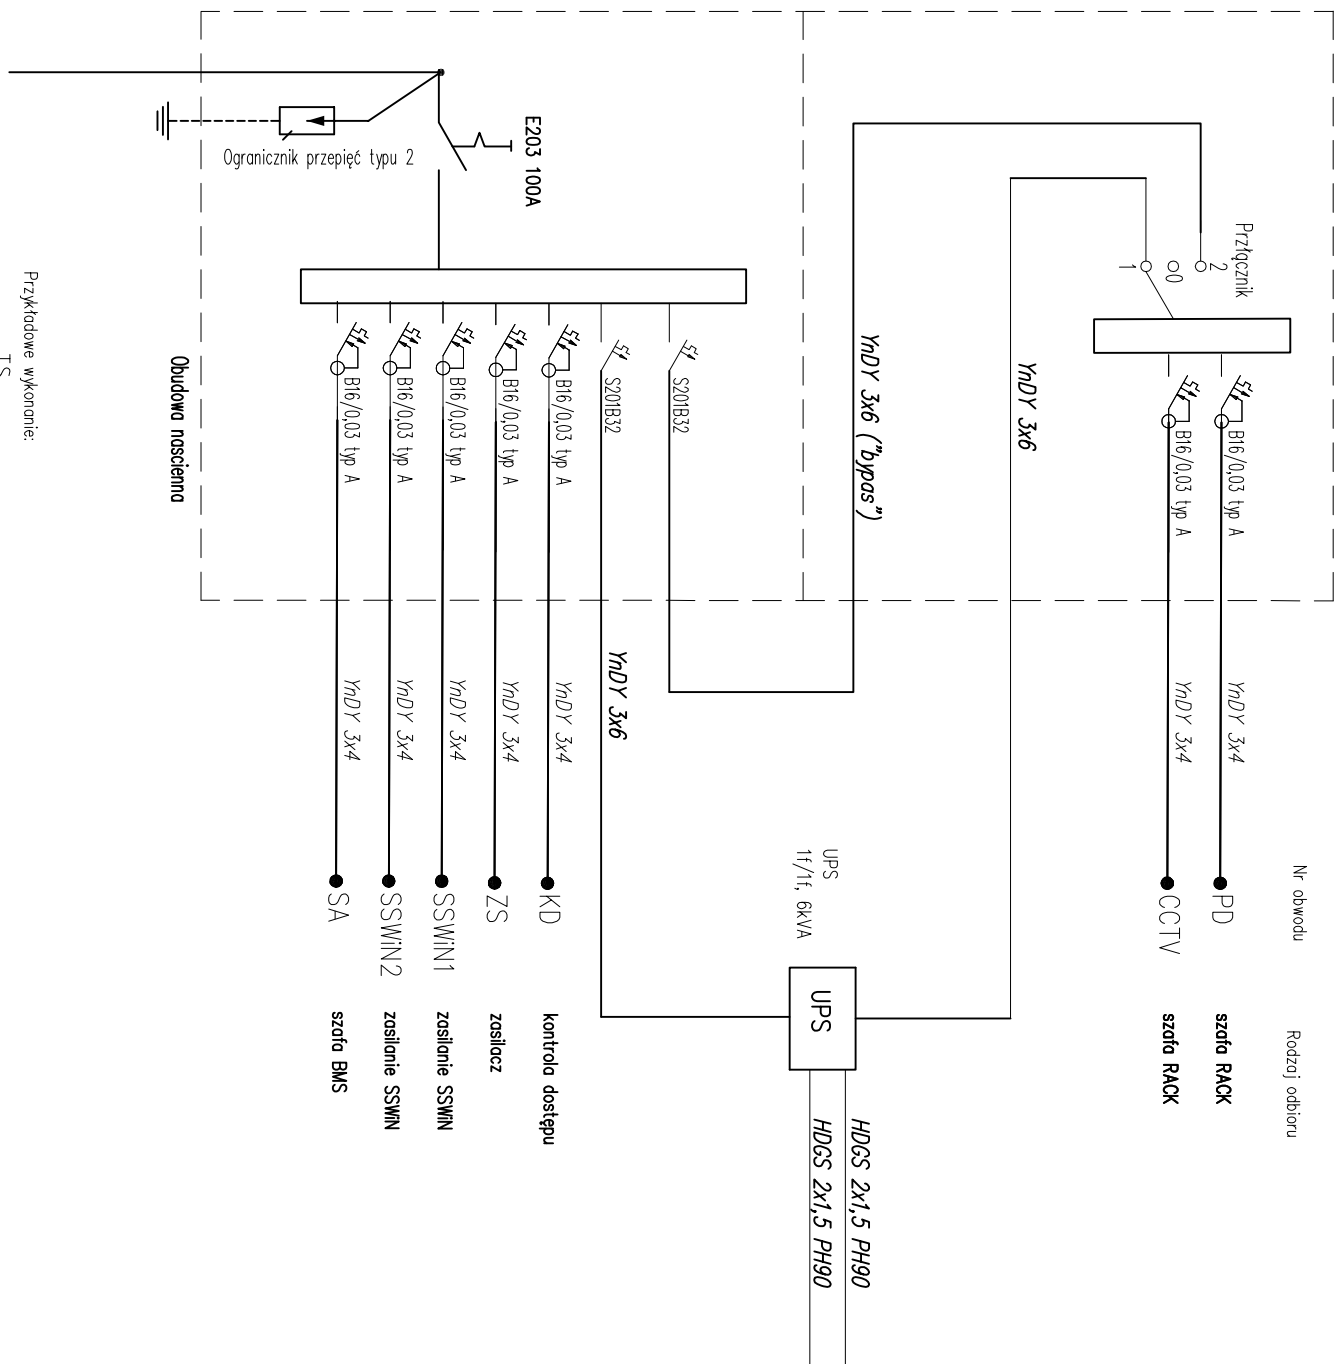 Nr obwodu
Rodzaj odbioru
Przłącznik
2
0
1
B16/0,03 typ A
YnDY 3x4
PD
szafa RACK
B16/0,03 typ A
YnDY 3x4
CCTV
szafa RACK
YnDY 3x6
YnDY 3x6 ("bypas")
UPS
1f/1f, 6kVA
UPS
HDGS 2x1,5 PH90
HDGS 2x1,5 PH90
S201B32
S201B32
YnDY 3x6
B16/0,03 typ A
YnDY 3x4
KD
kontrola dostępu
B16/0,03 typ A
YnDY 3x4
ZS
zasilacz
B16/0,03 typ A
YnDY 3x4
SSWiN1
zasilanie SSWiN
B16/0,03 typ A
YnDY 3x4
SSWiN2
zasilanie SSWiN
B16/0,03 typ A
YnDY 3x4
SA
szafa BMS
E203 100A
Ogranicznik przepięć typu 2
Obudowa nascienna
Przykładowe wykonanie: